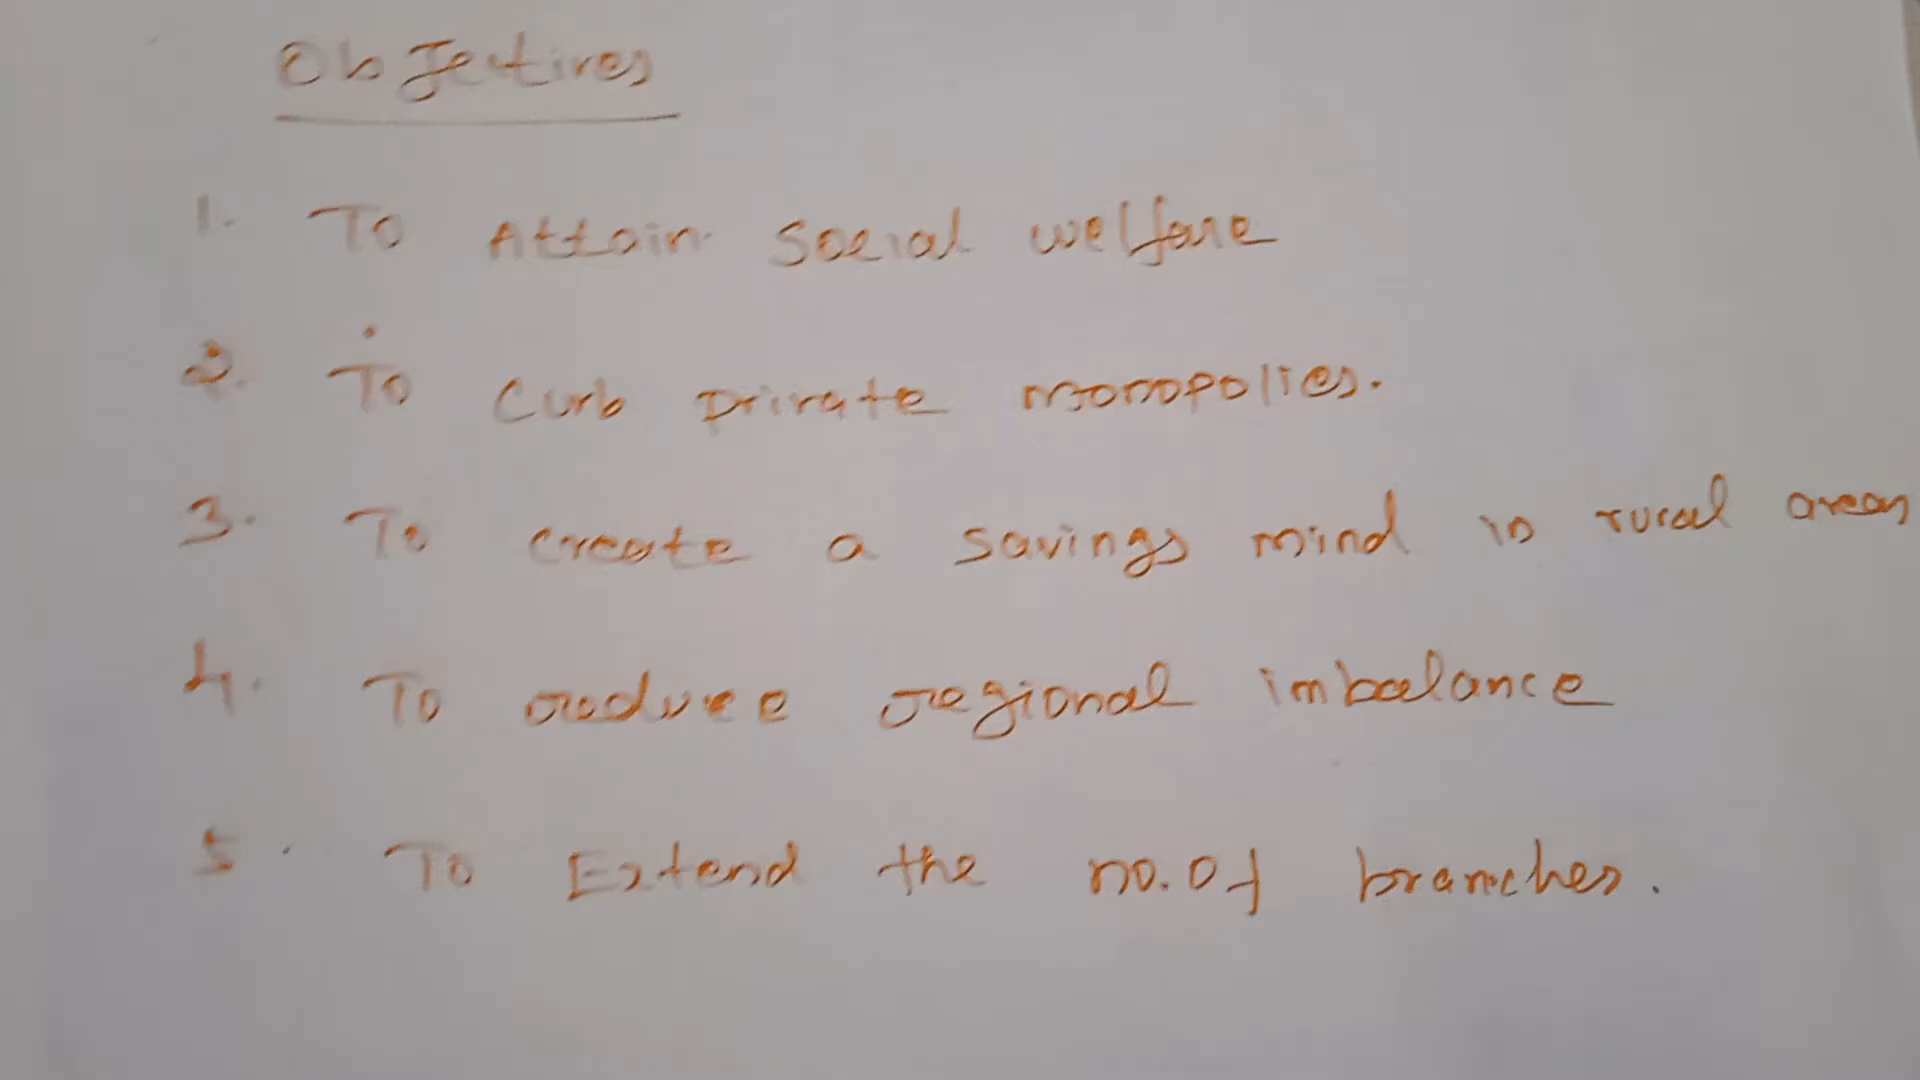 Objectives
1. To Attain Social welfare
2. To Curb private monopolies.
3. To create a savings mind in rural areas
4. To reduce regional imbalance
5. To Extend the no. of branches.